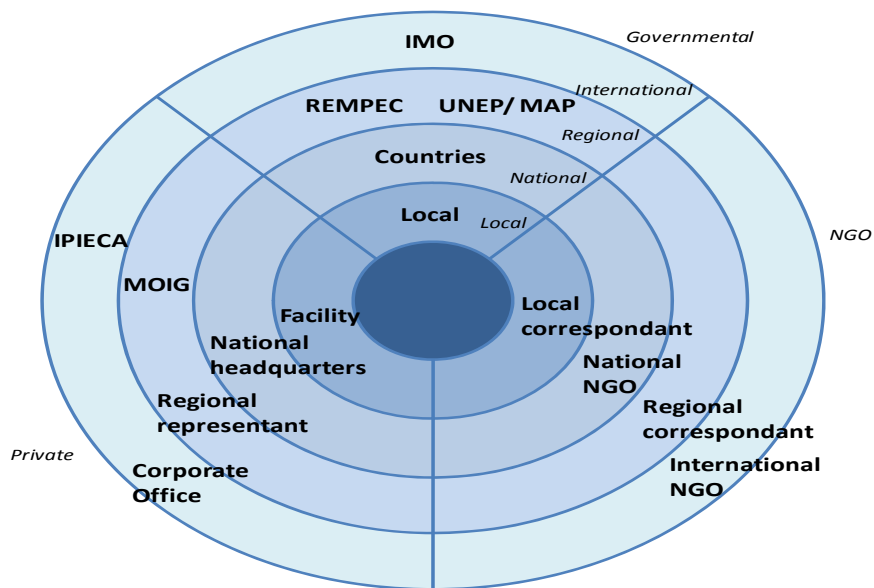 Governmental
IMO
International
REMPEC UNEP/ MAP
Regional
Countries
National
Local
Local
NGO
IPIECA
MOIG
Facility
Local
correspondant
National
headquarters
National
NGO
Regional
representant
Regional
correspondant
Private
Corporate
Office
International
NGO